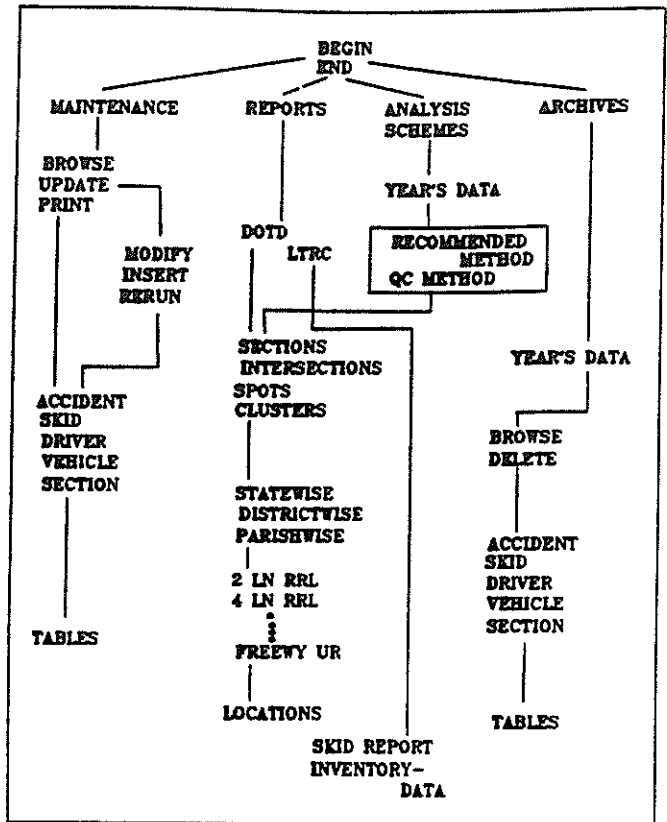 BEGIN
END
MAINTENANCE
REPORTS
ANALYSIS
SCHEMES
ARCHIVES
BROWSE
UPDATE
PRINT
MODIFY
INSERT
RERUN
ACCIDENT
SKID
DRIVER
VEHICLE
SECTION
TABLES
DOTD
LTRC
YEAR'S DATA
RECOMMENDED
METHOD
QC METHOD
SECTIONS
INTERSECTIONS
SPOTS
CLUSTERS
STATEWISE
DISTRICTWISE
PARISHWISE
2 LN RRL
4 LN RRL
FREEWY UR
LOCATIONS
SKID REPORT
INVENTORY-
DATA
YEAR'S DATA
BROWSE
DELETE
ACCIDENT
SKID
DRIVER
VEHICLE
SECTION
TABLES